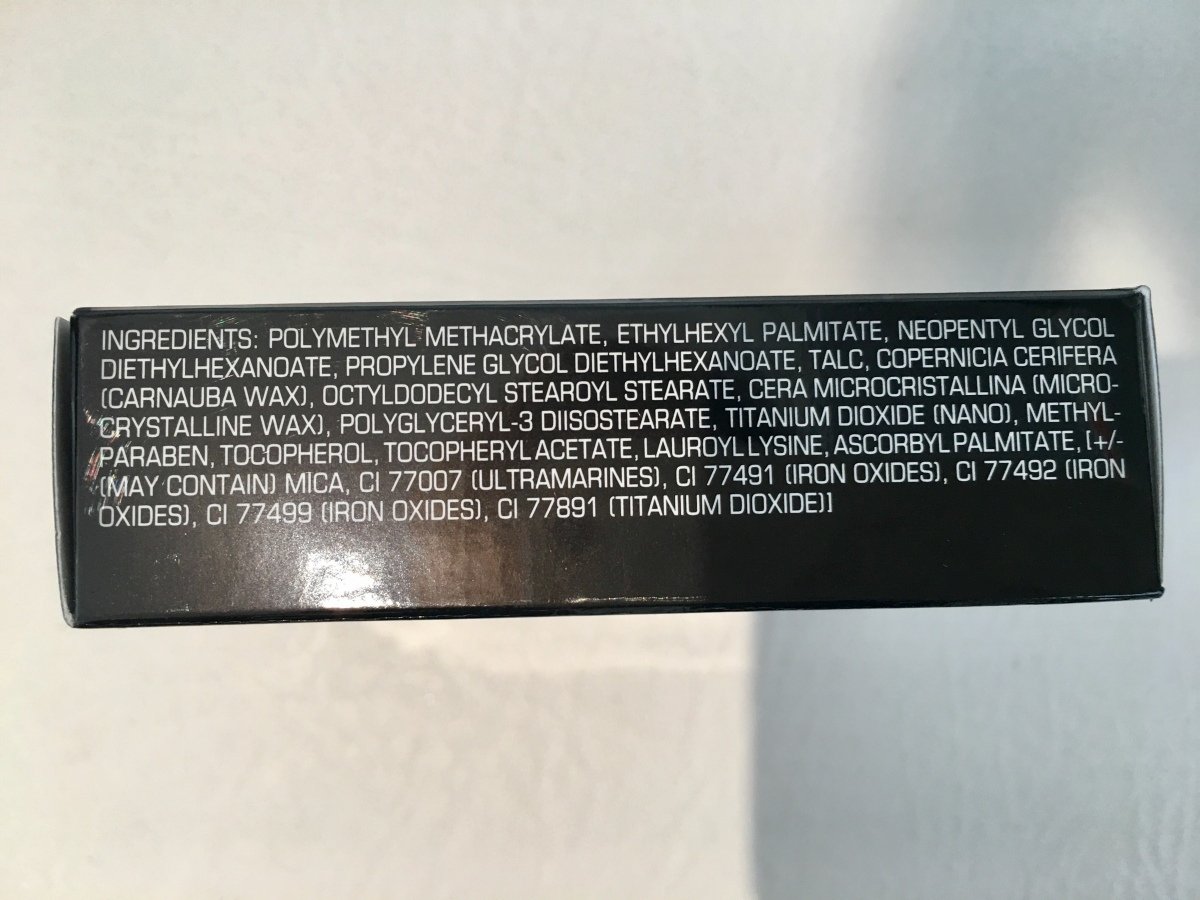 INGREDIENTS: POLYMETHYL METHACRYLATE, ETHYLHEXYL PALMITATE, NEOPENTYL GLYCOL
DIETHYLHEXANOATE, PROPYLENE GLYCOL DIETHYLHEXANOATE, TALC, COPERNICIA CERIFERA
(CARNAUBA WAX), OCTYLDODECYL STEAROYL STEARATE, CERA MICROCRISTALLINA (MICRO-
CRYSTALLINE WAX), POLYGLYCERYL-3 DIISOSTEARATE, TITANIUM DIOXIDE (NANO), METHYL-
PARABEN, TOCOPHEROL, TOCOPHERYL ACETATE, LAUROYL LYSINE, ASCORBYL PALMITATE, [+/-
(MAY CONTAIN) MICA, CI 77007 (ULTRAMARINES), CI 77491 (IRON OXIDES), CI 77492 (IRON
OXIDES), CI 77499 (IRON OXIDES), CI 77891 (TITANIUM DIOXIDE)]